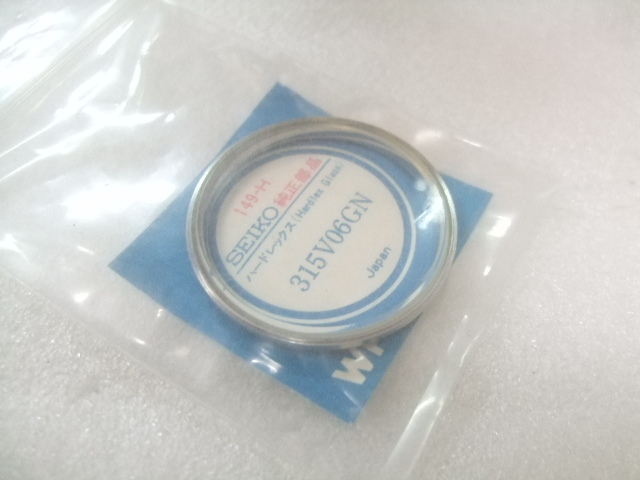 149-H
SEIKO 純正部品
ハードレックス (Hardlex Glass)
315V06GN
Japan